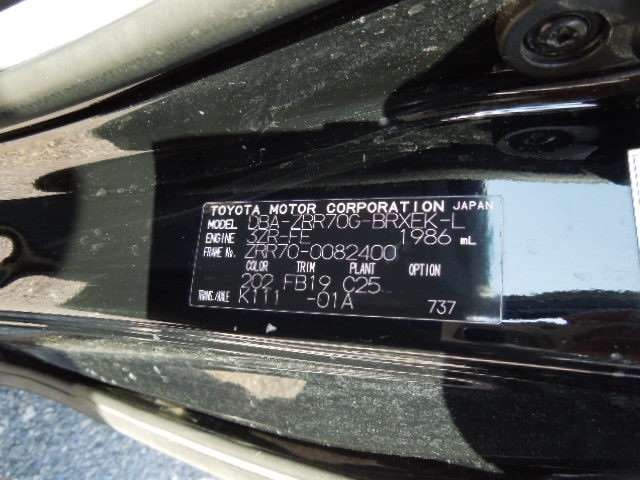 TOYOTA MOTOR CORPORATION JAPAN
MODEL DBA-ZRR70G-BRXEK-L
ENGINE 3ZR-FE 1986 mL
FRAME No. ZRR70-0082400
COLOR TRIM PLANT OPTION
202 FB19 C25
TRANS./AXLE K111 -01A 737